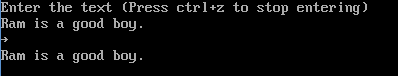 Enter the text (Press ctrl+z to stop entering)
Ram is a good boy.
→
Ram is a good boy.